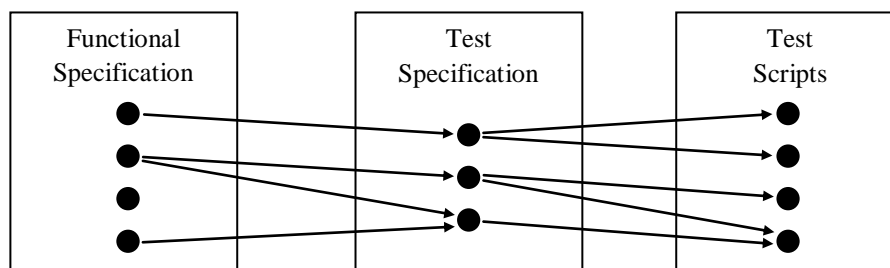 Functional
Specification
Test
Specification
Test
Scripts